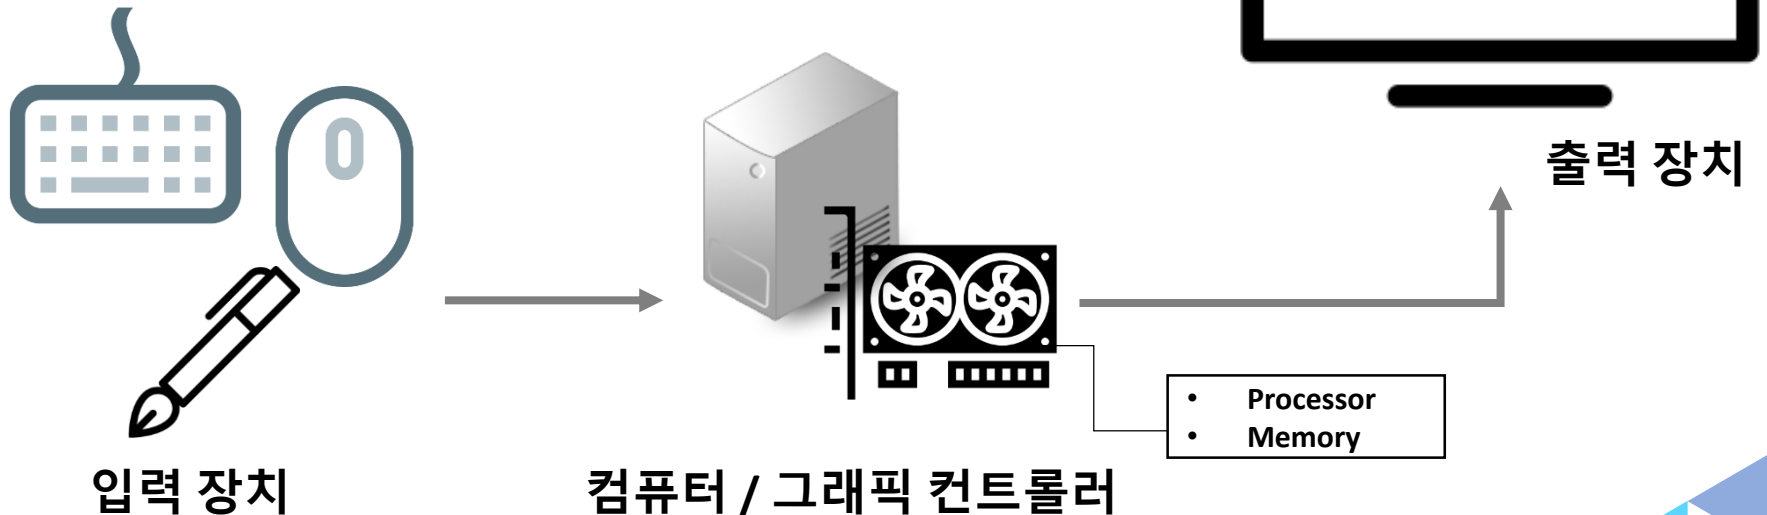 출력 장치
• Processor
• Memory
입력 장치
컴퓨터 / 그래픽 컨트롤러